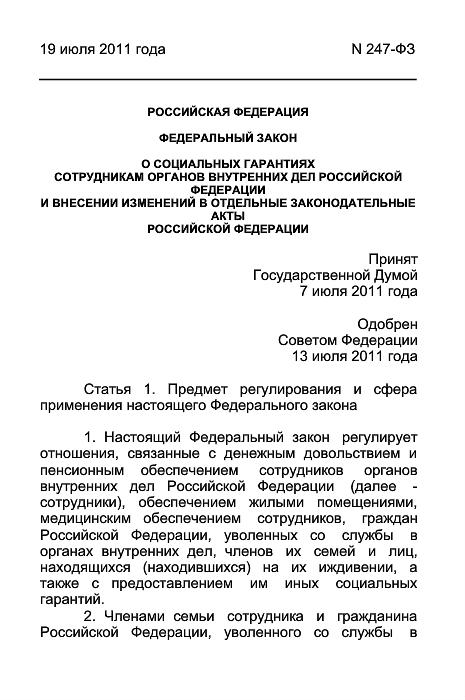 19 июля 2011 года N 247-ФЗ
РОССИЙСКАЯ ФЕДЕРАЦИЯ
ФЕДЕРАЛЬНЫЙ ЗАКОН
О СОЦИАЛЬНЫХ ГАРАНТИЯХ
СОТРУДНИКАМ ОРГАНОВ ВНУТРЕННИХ ДЕЛ РОССИЙСКОЙ
ФЕДЕРАЦИИ
И ВНЕСЕНИИ ИЗМЕНЕНИЙ В ОТДЕЛЬНЫЕ ЗАКОНОДАТЕЛЬНЫЕ
АКТЫ
РОССИЙСКОЙ ФЕДЕРАЦИИ
Принят
Государственной Думой
7 июля 2011 года
Одобрен
Советом Федерации
13 июля 2011 года
Статья 1. Предмет регулирования и сфера
применения настоящего Федерального закона
1. Настоящий Федеральный закон регулирует
отношения, связанные с денежным довольствием и
пенсионным обеспечением сотрудников органов
внутренних дел Российской Федерации (далее -
сотрудники), обеспечением жилыми помещениями,
медицинским обеспечением сотрудников, граждан
Российской Федерации, уволенных со службы в
органах внутренних дел, членов их семей и лиц,
находящихся (находившихся) на их иждивении, а
также с предоставлением им иных социальных
гарантий.
2. Членами семьи сотрудника и гражданина
Российской Федерации, уволенного со службы в